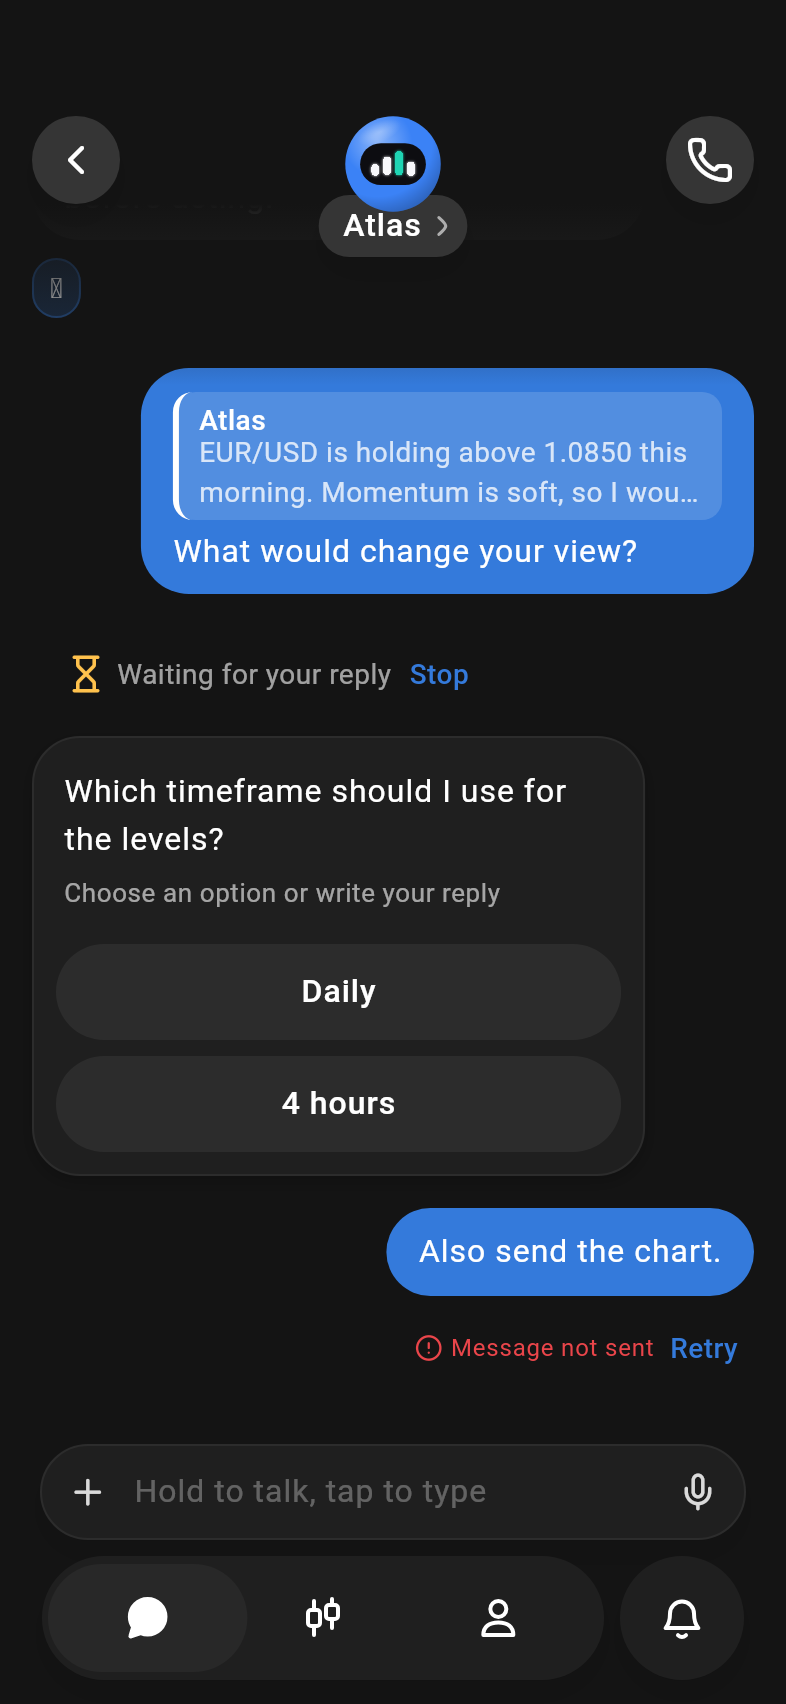 Atlas
Atlas
EUR/USD is holding above 1.0850 this
morning. Momentum is soft, so I wou…
What would change your view?
Waiting for your reply Stop
Which timeframe should I use for
the levels?
Choose an option or write your reply
Daily
4 hours
Also send the chart.
Message not sent Retry
Hold to talk, tap to type